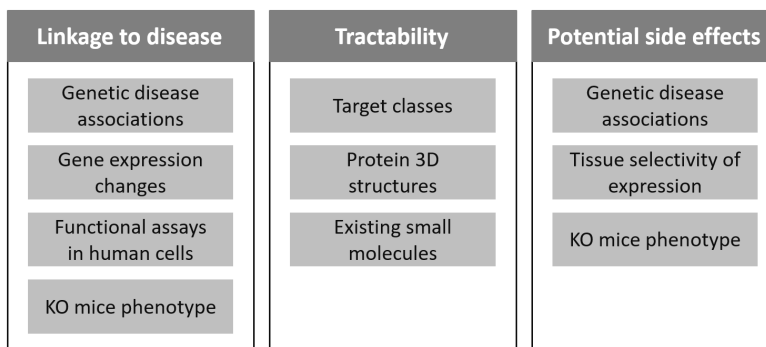 Linkage to disease
Genetic disease
associations
Gene expression
changes
Functional assays
in human cells
KO mice phenotype
Tractability
Target classes
Protein 3D
structures
Existing small
molecules
Potential side effects
Genetic disease
associations
Tissue selectivity of
expression
KO mice phenotype